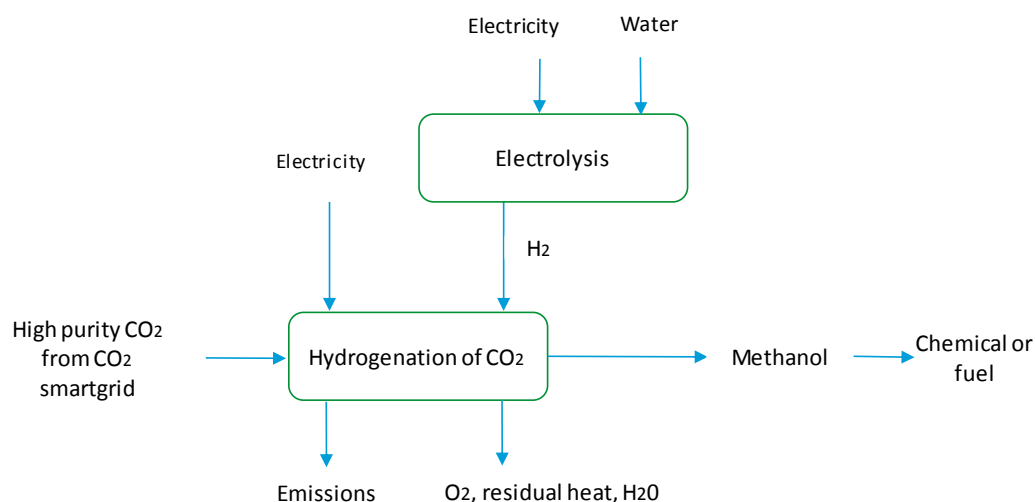 Electricity
Water
Electrolysis
Electricity
H2
High purity CO2
from CO2
smartgrid
Hydrogenation of CO2
Methanol
Chemical or
fuel
Emissions
O2, residual heat, H20